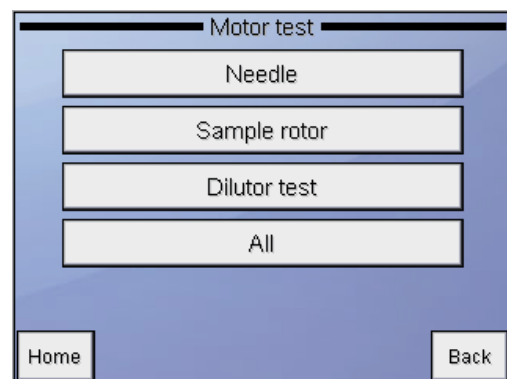 Motor test
Needle
Sample rotor
Dilutor test
All
Home
Back